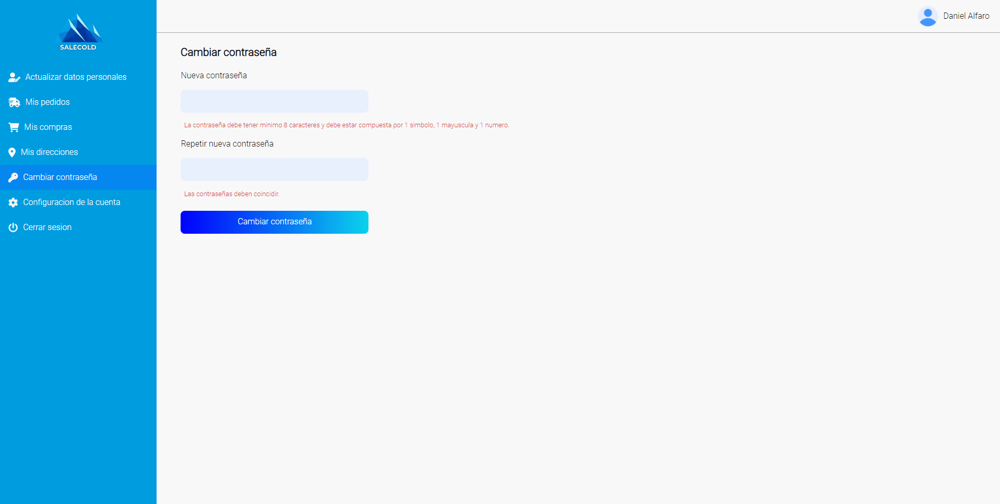 SALECOLD
Actualizar datos personales
Mis pedidos
Mis compras
Mis direcciones
Cambiar contraseña
Configuracion de la cuenta
Cerrar sesion
Daniel Alfaro
Cambiar contraseña
Nueva contraseña
La contraseña debe tener minimo 8 caracteres y debe estar compuesta por 1 simbolo, 1 mayuscula y 1 numero.
Repetir nueva contraseña
Las contraseñas deben coincidir.
Cambiar contraseña